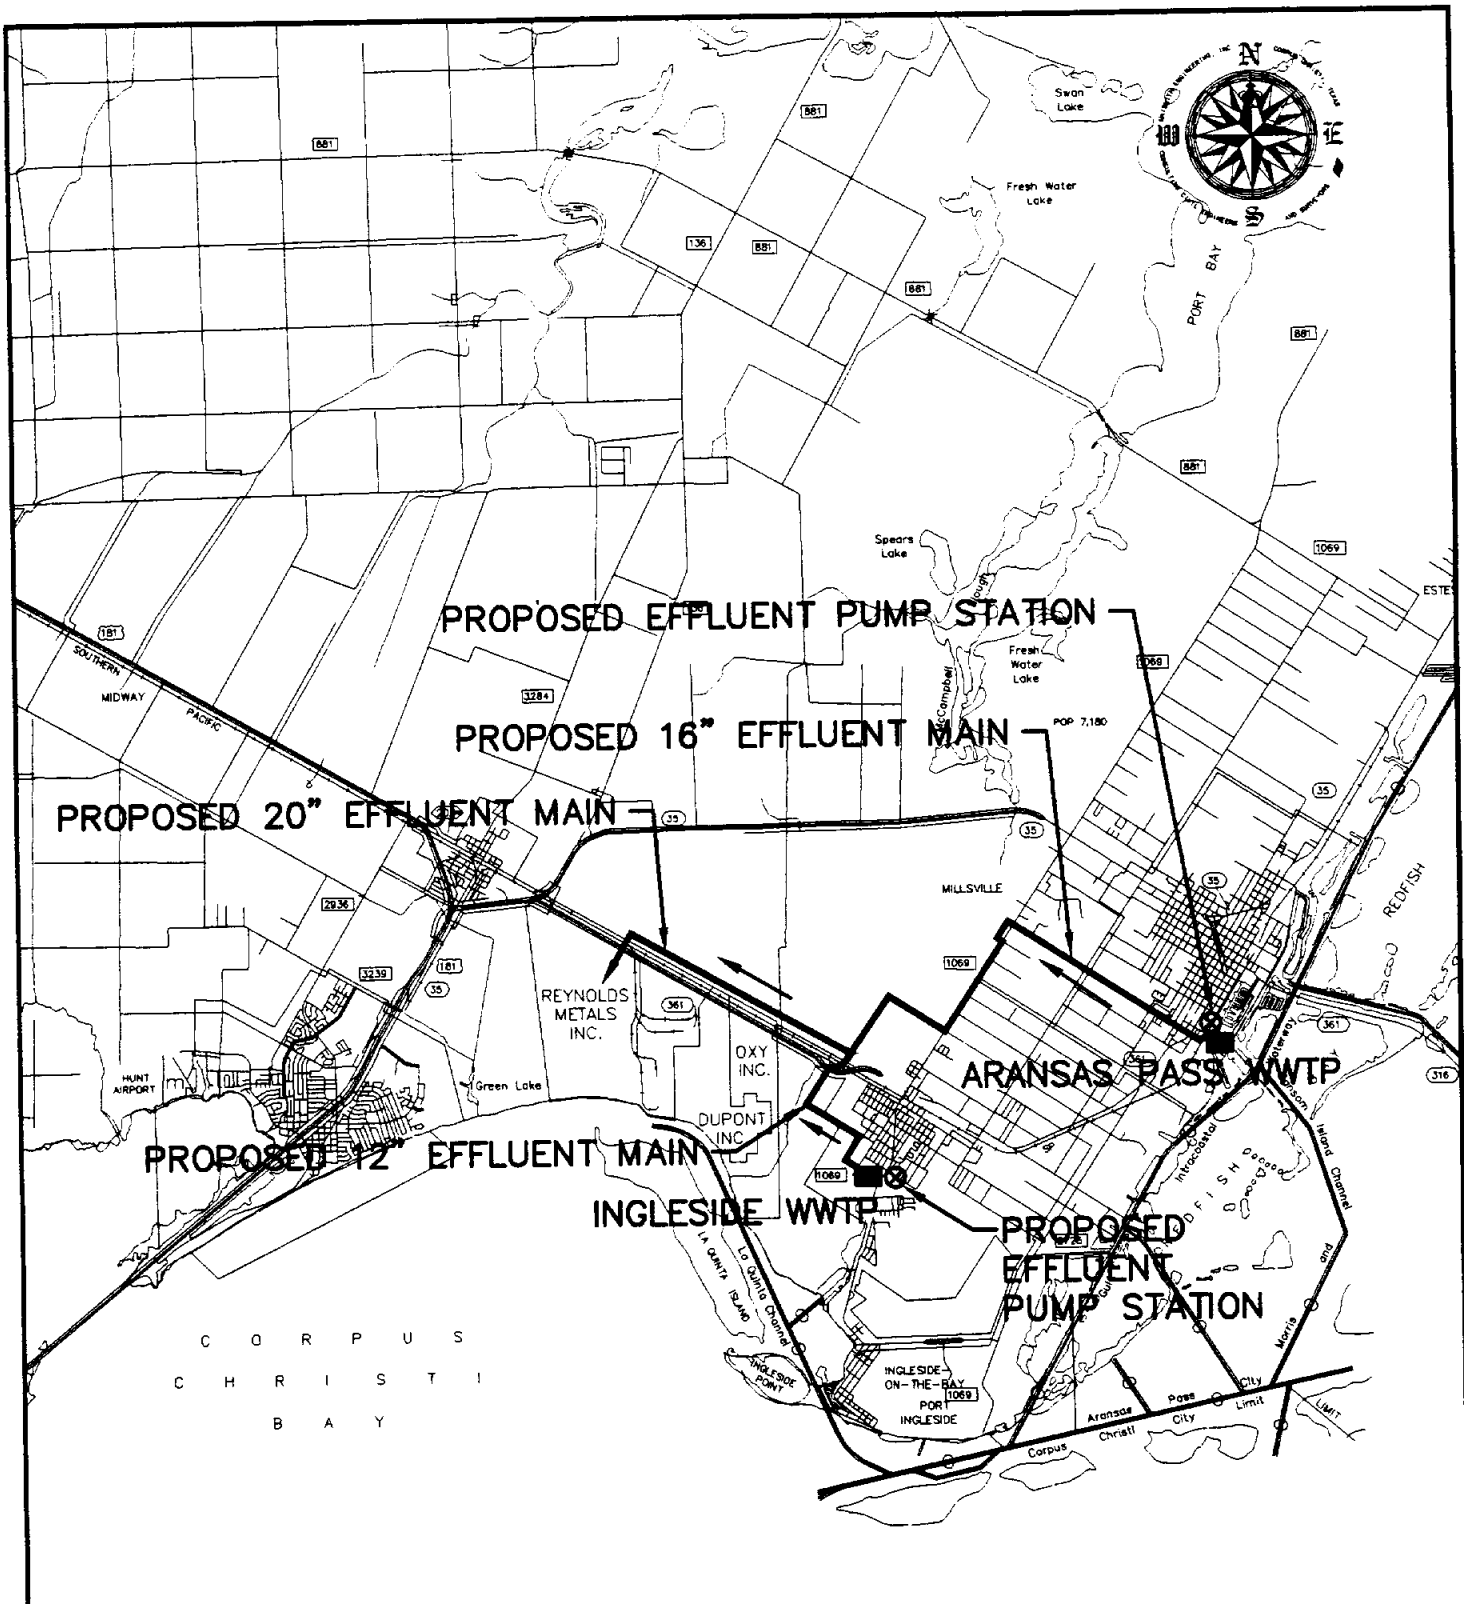 N
W
E
S
Swan
Lake
881
881
Fresh Water
Lake
136
881
881
PORT BAY
881
881
1069
Spears
Lake
ESTES
PROPOSED EFFLUENT PUMP STATION
181
SOUTHERN
MIDWAY
PACIFIC
Fresh
Water
Lake
1069
McCampbell
3284
PROPOSED 16" EFFLUENT MAIN
POP 7,180
PROPOSED 20" EFFLUENT MAIN
35
35
35
MILLSVILLE
35
REDFISH
2936
3239
181
35
1069
REYNOLDS
METALS
INC.
361
OXY
INC.
361
361
316
ARANSAS PASS WWTP
HUNT
AIRPORT
Green Lake
DUPONT
INC
PROPOSED 12" EFFLUENT MAIN
1069
INGLESIDE WWTP
Intracoastal
Island Channel
PROPOSED
EFFLUENT
PUMP STATION
LA QUINTA ISLAND
La Quinta Channel
Morris and
CORPUS
CHRISTI
BAY
INGLESIDE
POINT
INGLESIDE-
ON-THE-BAY
1069
PORT
INGLESIDE
Aransas Pass City
Corpus Christi City Limit
LIMIT